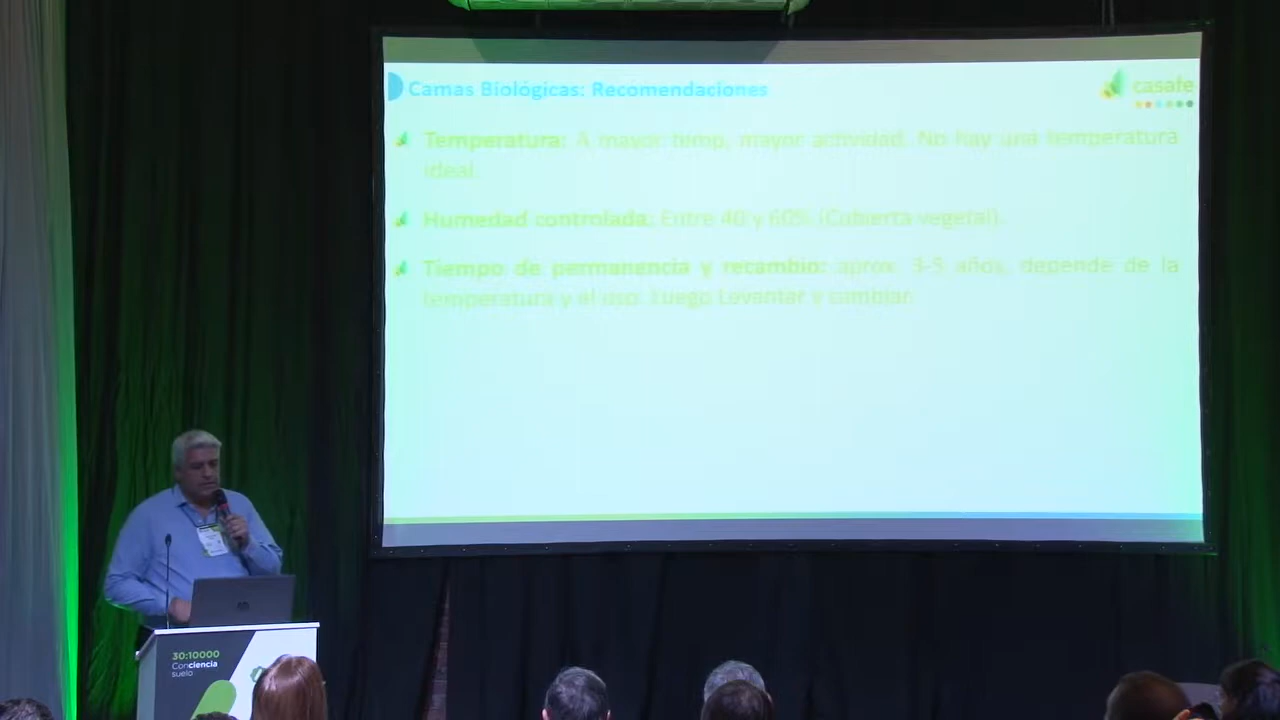 Camas Biológicas: Recomendaciones
casafe
Temperatura: A mayor temp, mayor actividad. No hay una temperatura
ideal.
Humedad controlada: Entre 40 y 60% (Cubierta vegetal).
Tiempo de permanencia y recambio: aprox. 3-5 años, depende de la
temperatura y el uso. Luego Levantar y cambiar.
30:10000
Conciencia
suelo